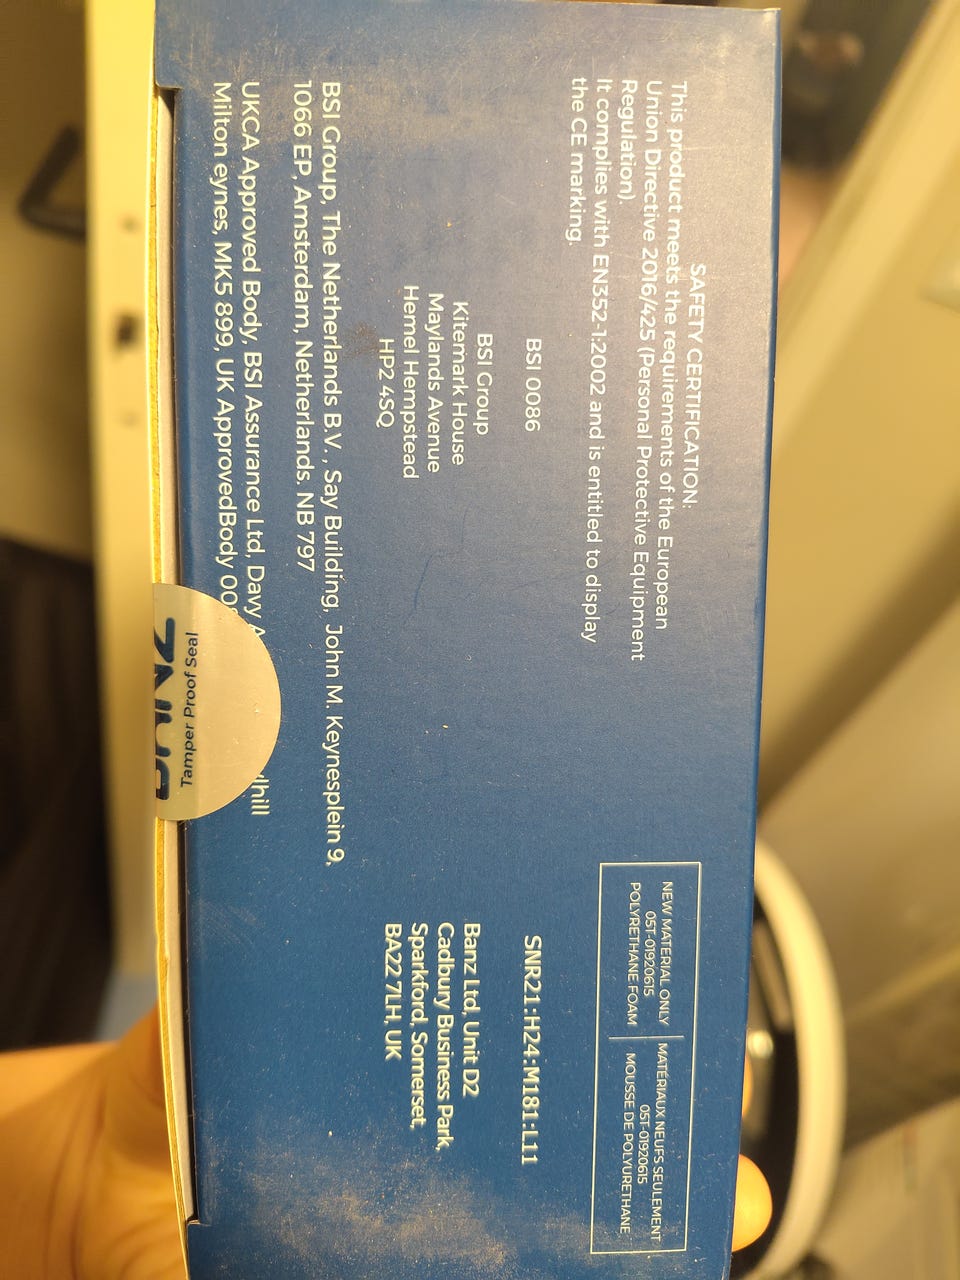 SAFETY CERTIFICATION:
This product meets the requirements of the European
Union Directive 2016/425 (Personal Protective Equipment
Regulation).
It complies with EN352-1:2002 and is entitled to display
the CE marking.
BSI 0086
BSI Group
Kitemark House
Maylands Avenue
Hemel Hempstead
HP2 4SQ
BSI Group, The Netherlands B.V. , Say Building, John M. Keynesplein 9,
1066 EP, Amsterdam, Netherlands. NB 797
UKCA Approved Body, BSI Assurance Ltd, Davy
Milton eynes, MK5 899, UK ApprovedBody
NEW MATERIAL ONLY
05T-01920615
POLYRETHANE FOAM
MATÉRIAUX NEUFS SEULEMENT
05T-01920615
MOUSSE DE POLYURETHANE
SNR21:H24:M181:L11
Banz Ltd, Unit D2
Cadbury Business Park,
Sparkford, Somerset,
BA22 7LH, UK
Tamper Proof Seal